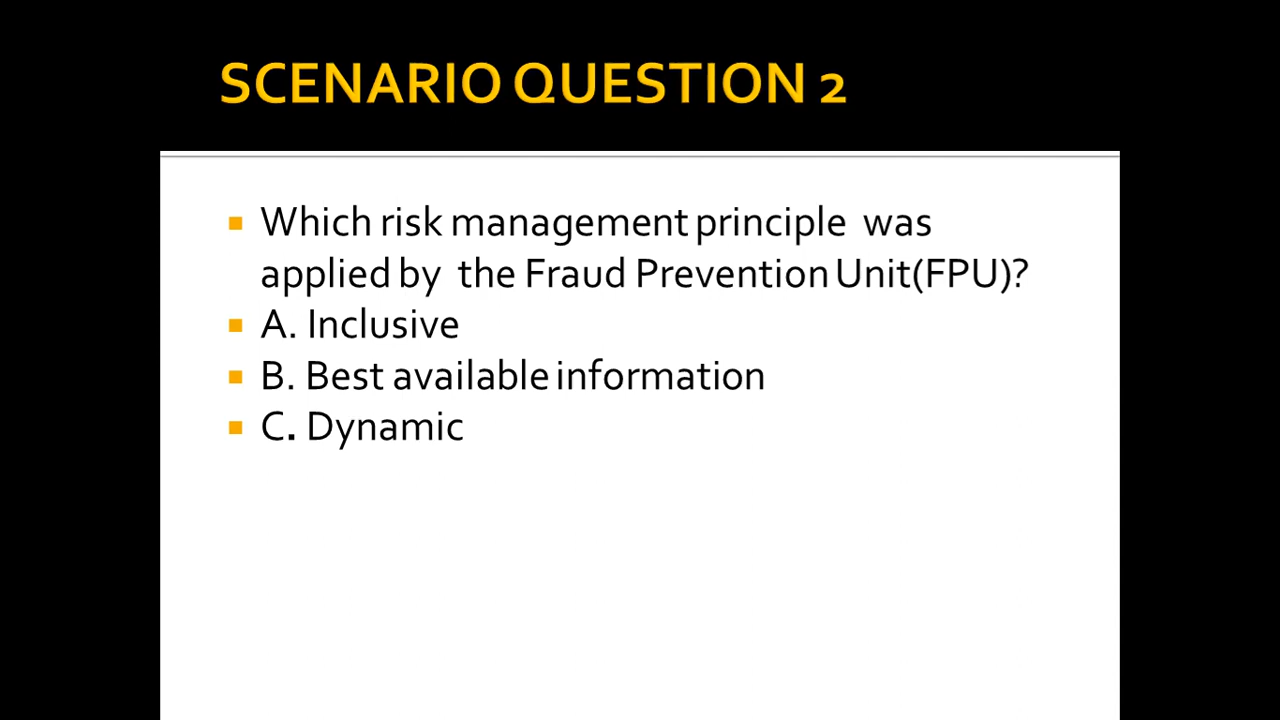 SCENARIO QUESTION 2
Which risk management principle was
applied by the Fraud Prevention Unit(FPU)?
A. Inclusive
B. Best available information
C. Dynamic